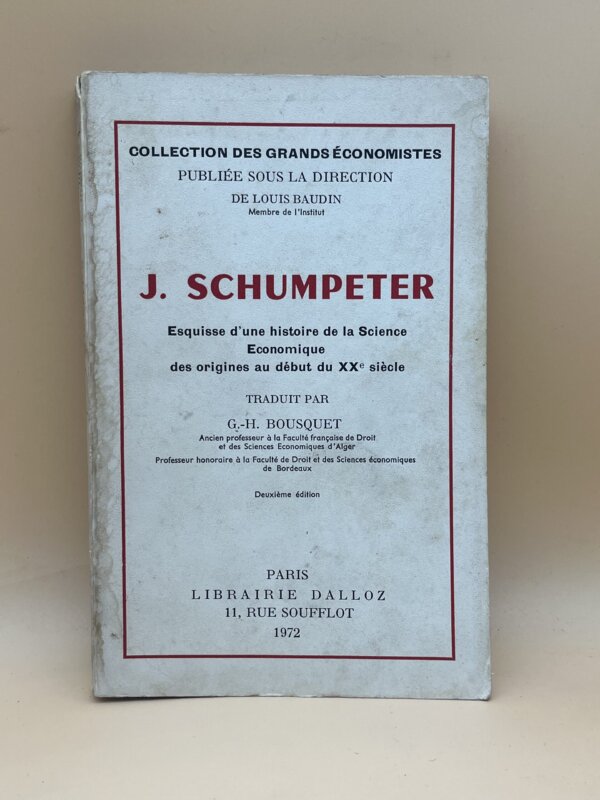 COLLECTION DES GRANDS ÉCONOMISTES
PUBLIÉE SOUS LA DIRECTION
DE LOUIS BAUDIN
Membre de l'Institut
J. SCHUMPETER
Esquisse d'une histoire de la Science
Economique
des origines au début du XXe siècle
TRADUIT PAR
G.-H. BOUSQUET
Ancien professeur à la Faculté française de Droit
et des Sciences Economiques d'Alger
Professeur honoraire à la Faculté de Droit et des Sciences économiques
de Bordeaux
Deuxième édition
PARIS
LIBRAIRIE DALLOZ
11, RUE SOUFFLOT
1972